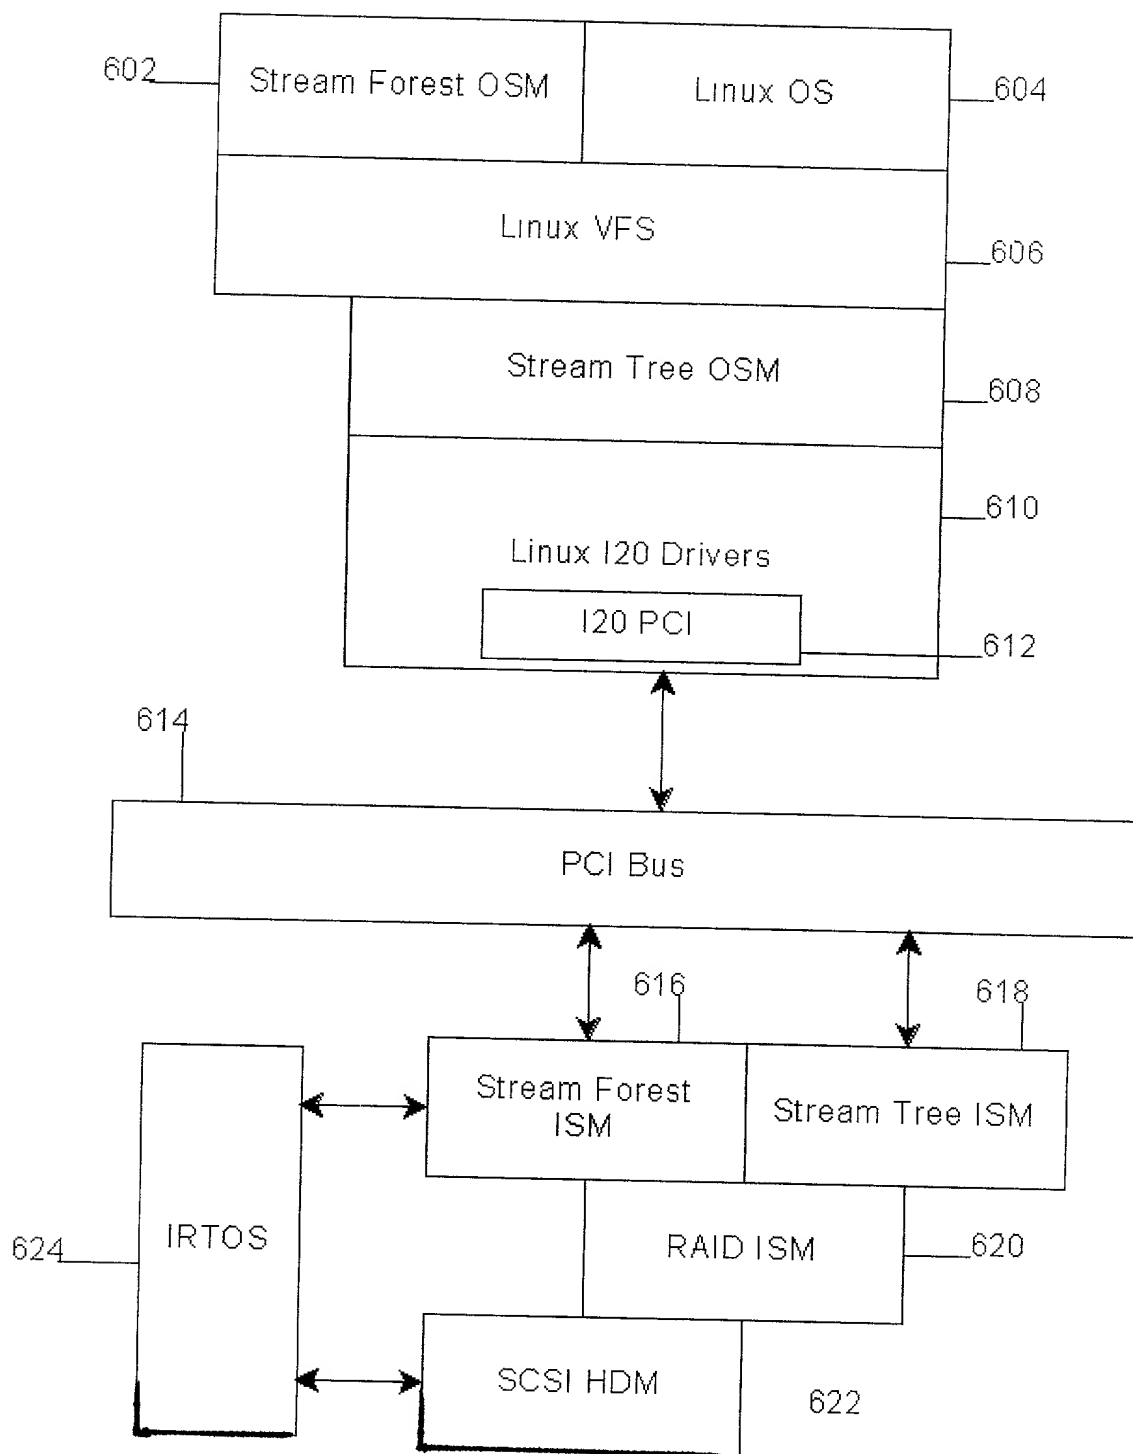 602
Stream Forest OSM
Linux OS
604
Linux VFS
606
Stream Tree OSM
608
610
Linux I20 Drivers
I20 PCI
612
614
PCI Bus
616
618
Stream Forest
ISM
Stream Tree ISM
624
IRTOS
RAID ISM
620
SCSI HDM
622